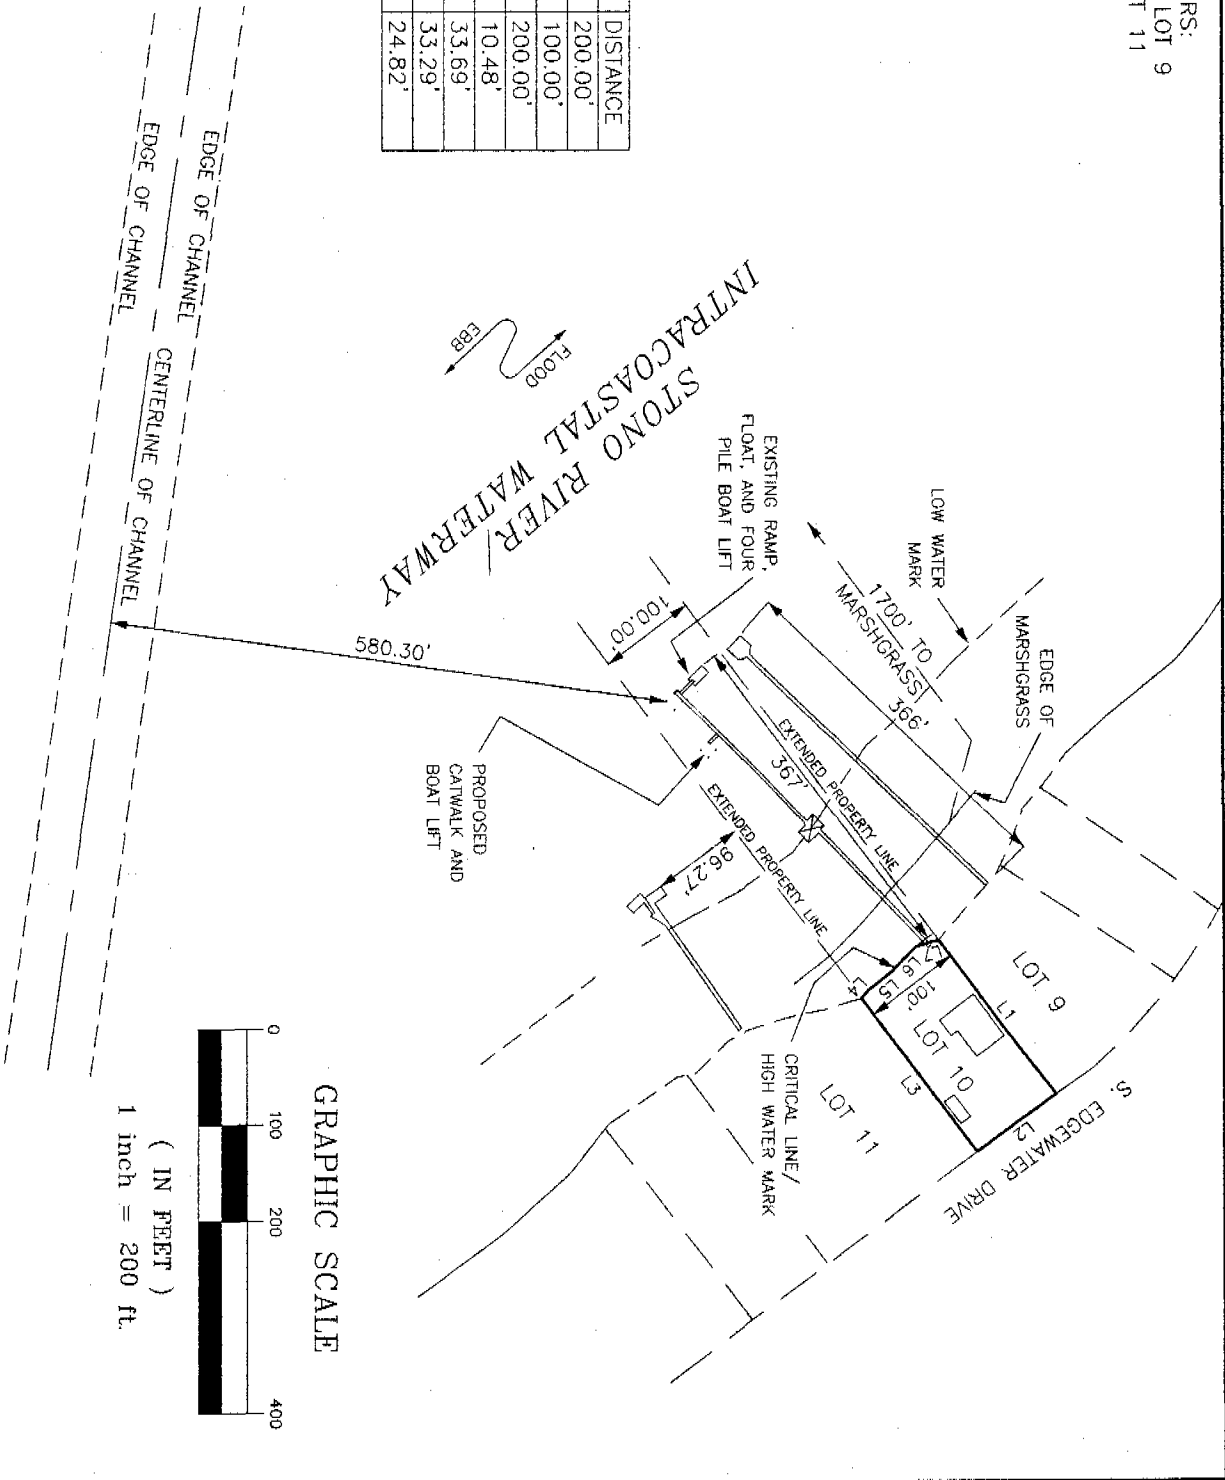 RS:
LOT 9
T 11
DISTANCE
200.00'
100.00'
200.00'
10.48'
33.69'
33.29'
24.82'
EDGE OF CHANNEL
CENTERLINE OF CHANNEL
EDGE OF CHANNEL
INTRACOASTAL WATERWAY
STONO RIVER
FLOOD
EBB
580.30'
100.00'
EXISTING RAMP,
FLOAT, AND FOUR
PILE BOAT LIFT
LOW WATER
MARK
1700' TO
MARSHGRASS
EDGE OF
MARSHGRASS
366'
EXTENDED PROPERTY LINE
367'
EXTENDED PROPERTY LINE
PROPOSED
CATWALK AND
BOAT LIFT
96.27'
CRITICAL LINE/
HIGH WATER MARK
LOT 9
L1
L7
L6
L5
L4
100'
LOT 10
L3
L2
LOT 11
S. EDGEWATER DRIVE
GRAPHIC SCALE
0 100 200 400
( IN FEET )
1 inch = 200 ft.